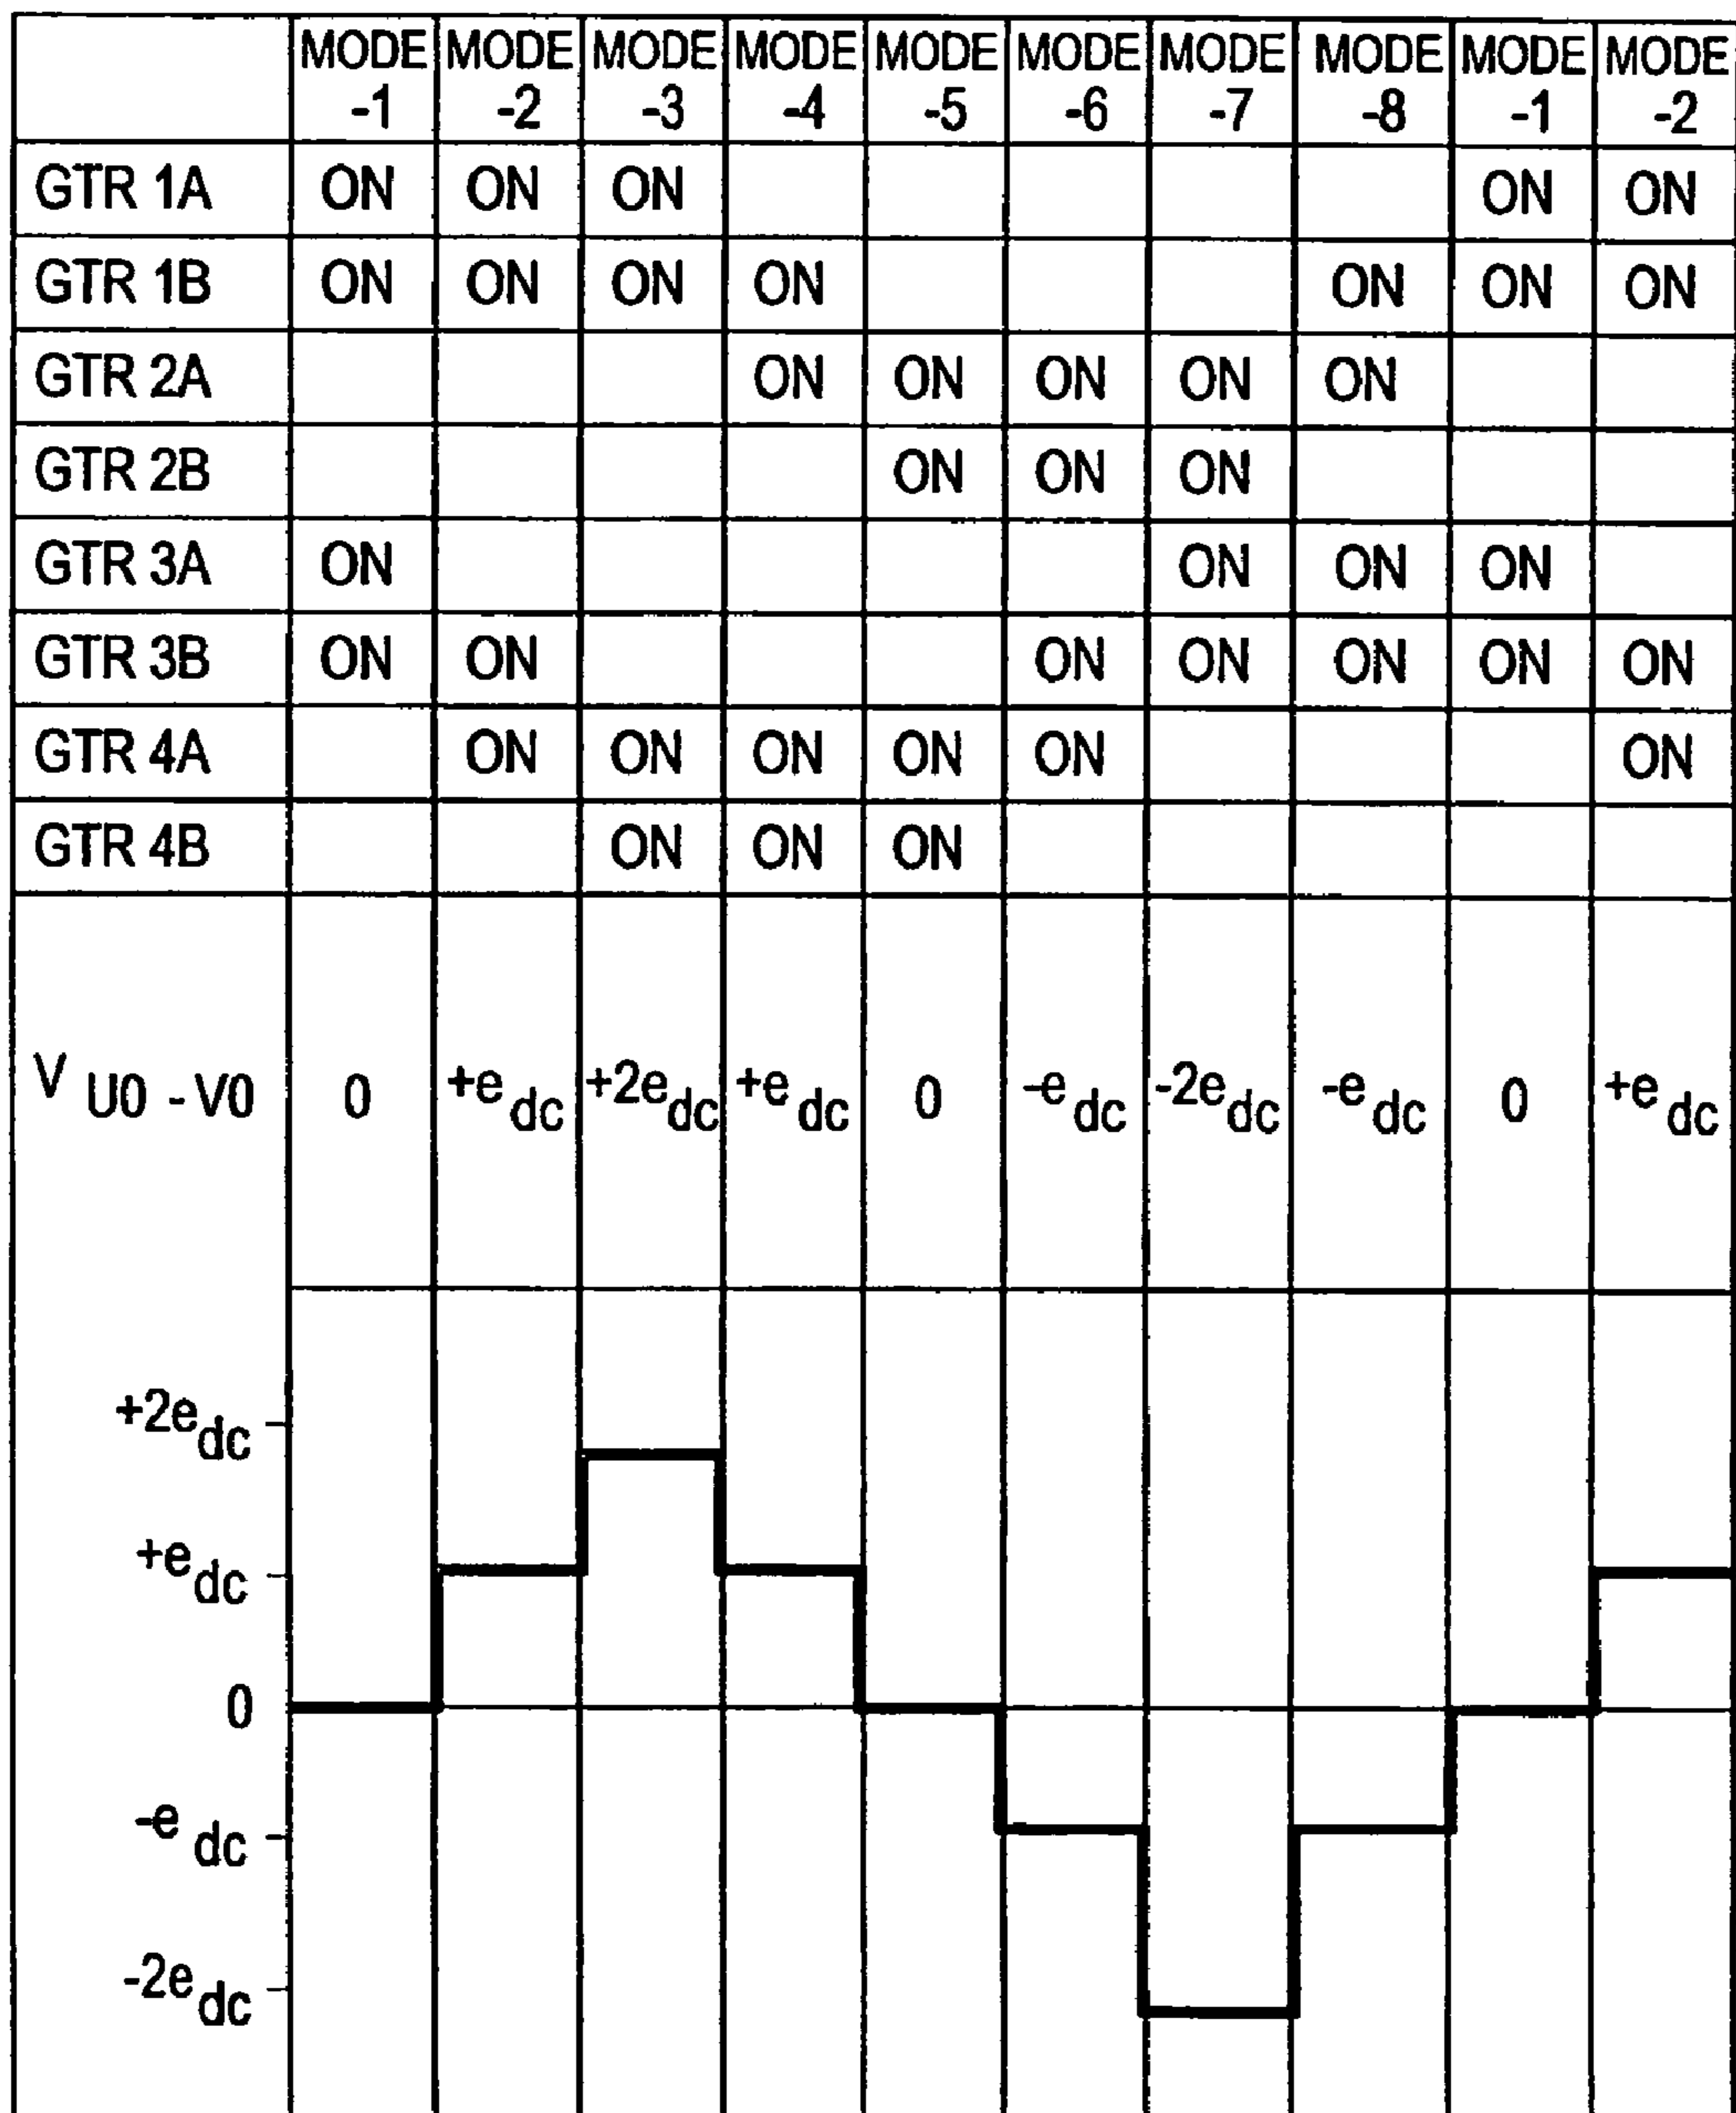 MODE -1 MODE -2 MODE -3 MODE -4 MODE -5 MODE -6 MODE -7 MODE -8 MODE -1 MODE -2
GTR 1A ON ON ON ON ON
GTR 1B ON ON ON ON ON ON ON
GTR 2A ON ON ON ON ON
GTR 2B ON ON ON
GTR 3A ON ON ON ON
GTR 3B ON ON ON ON ON ON ON
GTR 4A ON ON ON ON ON ON
GTR 4B ON ON ON
V U0 - V0 0 +e dc +2e dc +e dc 0 -e dc -2e dc -e dc 0 +e dc
+2e dc
+e dc
0
-e dc
-2e dc